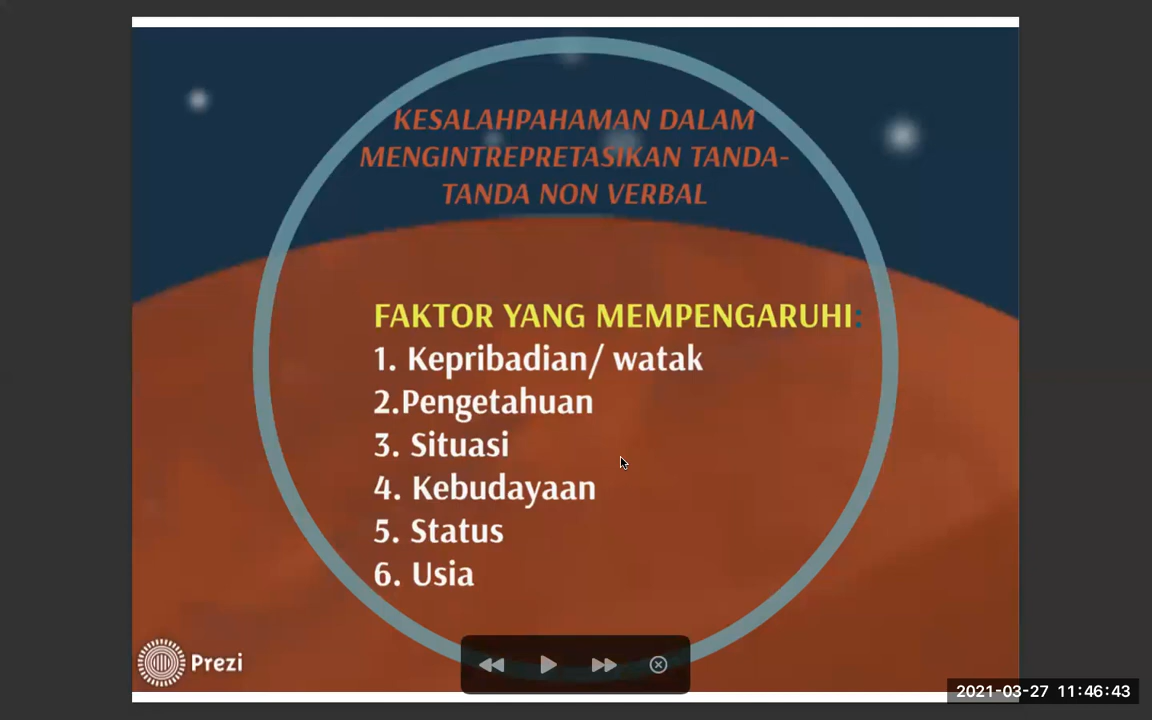 KESALAHPAHAMAN DALAM
MENGINTREPRETASIKAN TANDA-
TANDA NON VERBAL
FAKTOR YANG MEMPENGARUHI:
1. Kepribadian/ watak
2.Pengetahuan
3. Situasi
4. Kebudayaan
5. Status
6. Usia
Prezi
2021-03-27 11:46:43